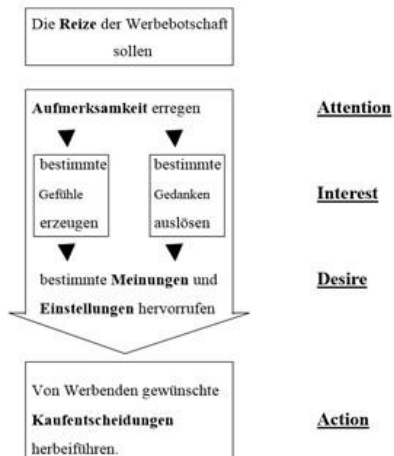 Die Reize der Werbebotschaft
sollen
Aufmerksamkeit erregen
Attention
bestimmte
Gefühle
erzeugen
bestimmte
Gedanken
auslösen
Interest
bestimmte Meinungen und
Einstellungen hervorrufen
Desire
Von Werbenden gewünschte
Kaufentscheidungen
herbeiführen.
Action